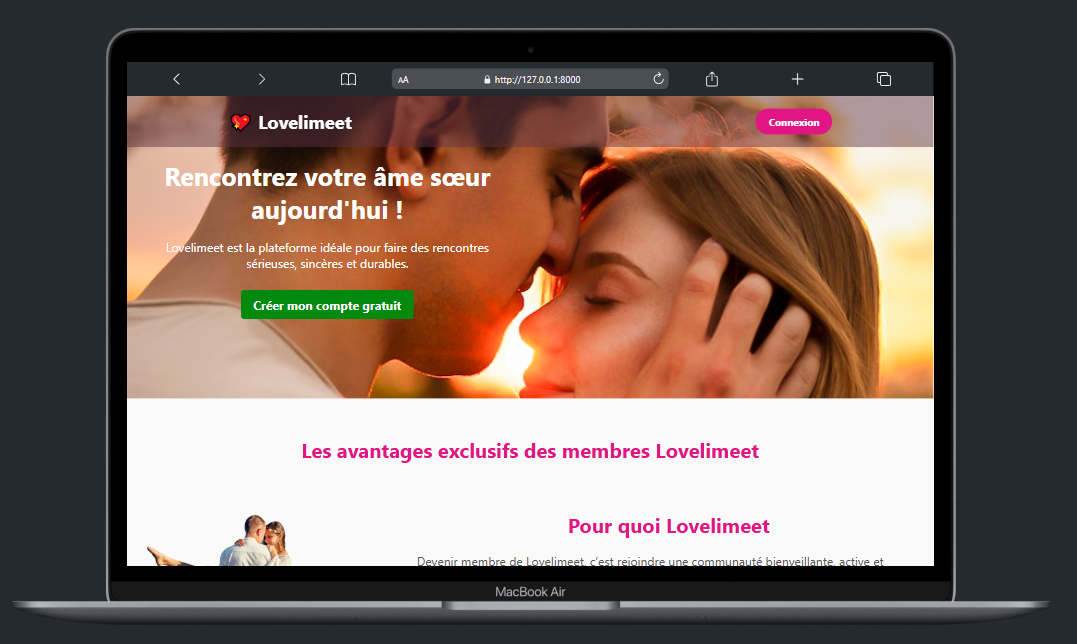 AA
http://127.0.0.1:8000
💘 Lovelimeet
Connexion
Rencontrez votre âme sœur
aujourd'hui !
Lovelimeet est la plateforme idéale pour faire des rencontres
sérieuses, sincères et durables.
Créer mon compte gratuit
Les avantages exclusifs des membres Lovelimeet
Pour quoi Lovelimeet
Devenir membre de Lovelimeet, c’est rejoindre une communauté bienveillante, active et
MacBook Air